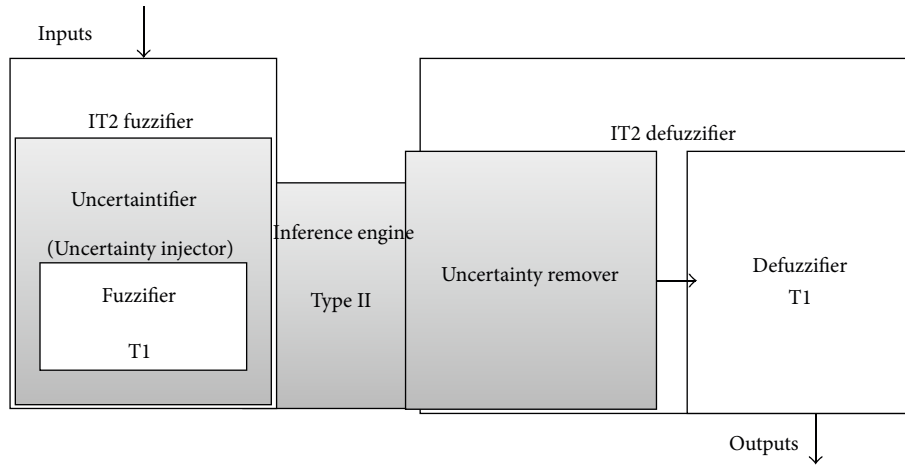 Inputs
IT2 fuzzifier
Uncertaintifier
(Uncertainty injector)
Fuzzifier
T1
Inference engine
Type II
IT2 defuzzifier
Uncertainty remover
Defuzzifier
T1
Outputs